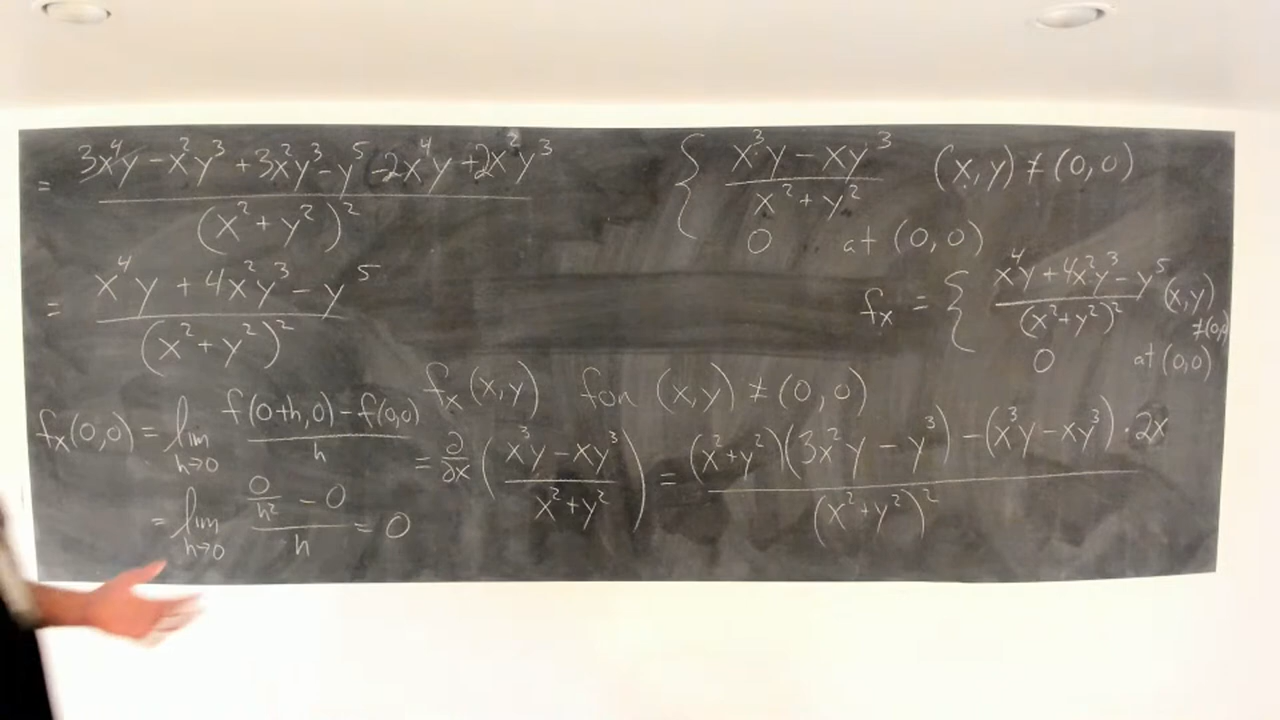 = (3x⁴y − x²y³ + 3x²y³ − y⁵ − 2x⁴y + 2x²y³) / (x² + y²)²
= (x⁴y + 4x²y³ − y⁵) / (x² + y²)²
{ (x³y − xy³) / (x² + y²) (x,y) ≠ (0,0)
0 at (0,0)
fₓ = { (x⁴y + 4x²y³ − y⁵) / (x² + y²)² (x,y) ≠ (0,0)
0 at (0,0)
fₓ(0,0) = lim h→0 (f(0+h,0) − f(0,0)) / h
= lim h→0 (0/h² − 0) / h = 0
fₓ(x,y) for (x,y) ≠ (0,0)
= ∂/∂x ((x³y − xy³) / (x² + y²)) = ((x² + y²)(3x²y − y³) − (x³y − xy³) · 2x) / (x² + y²)²